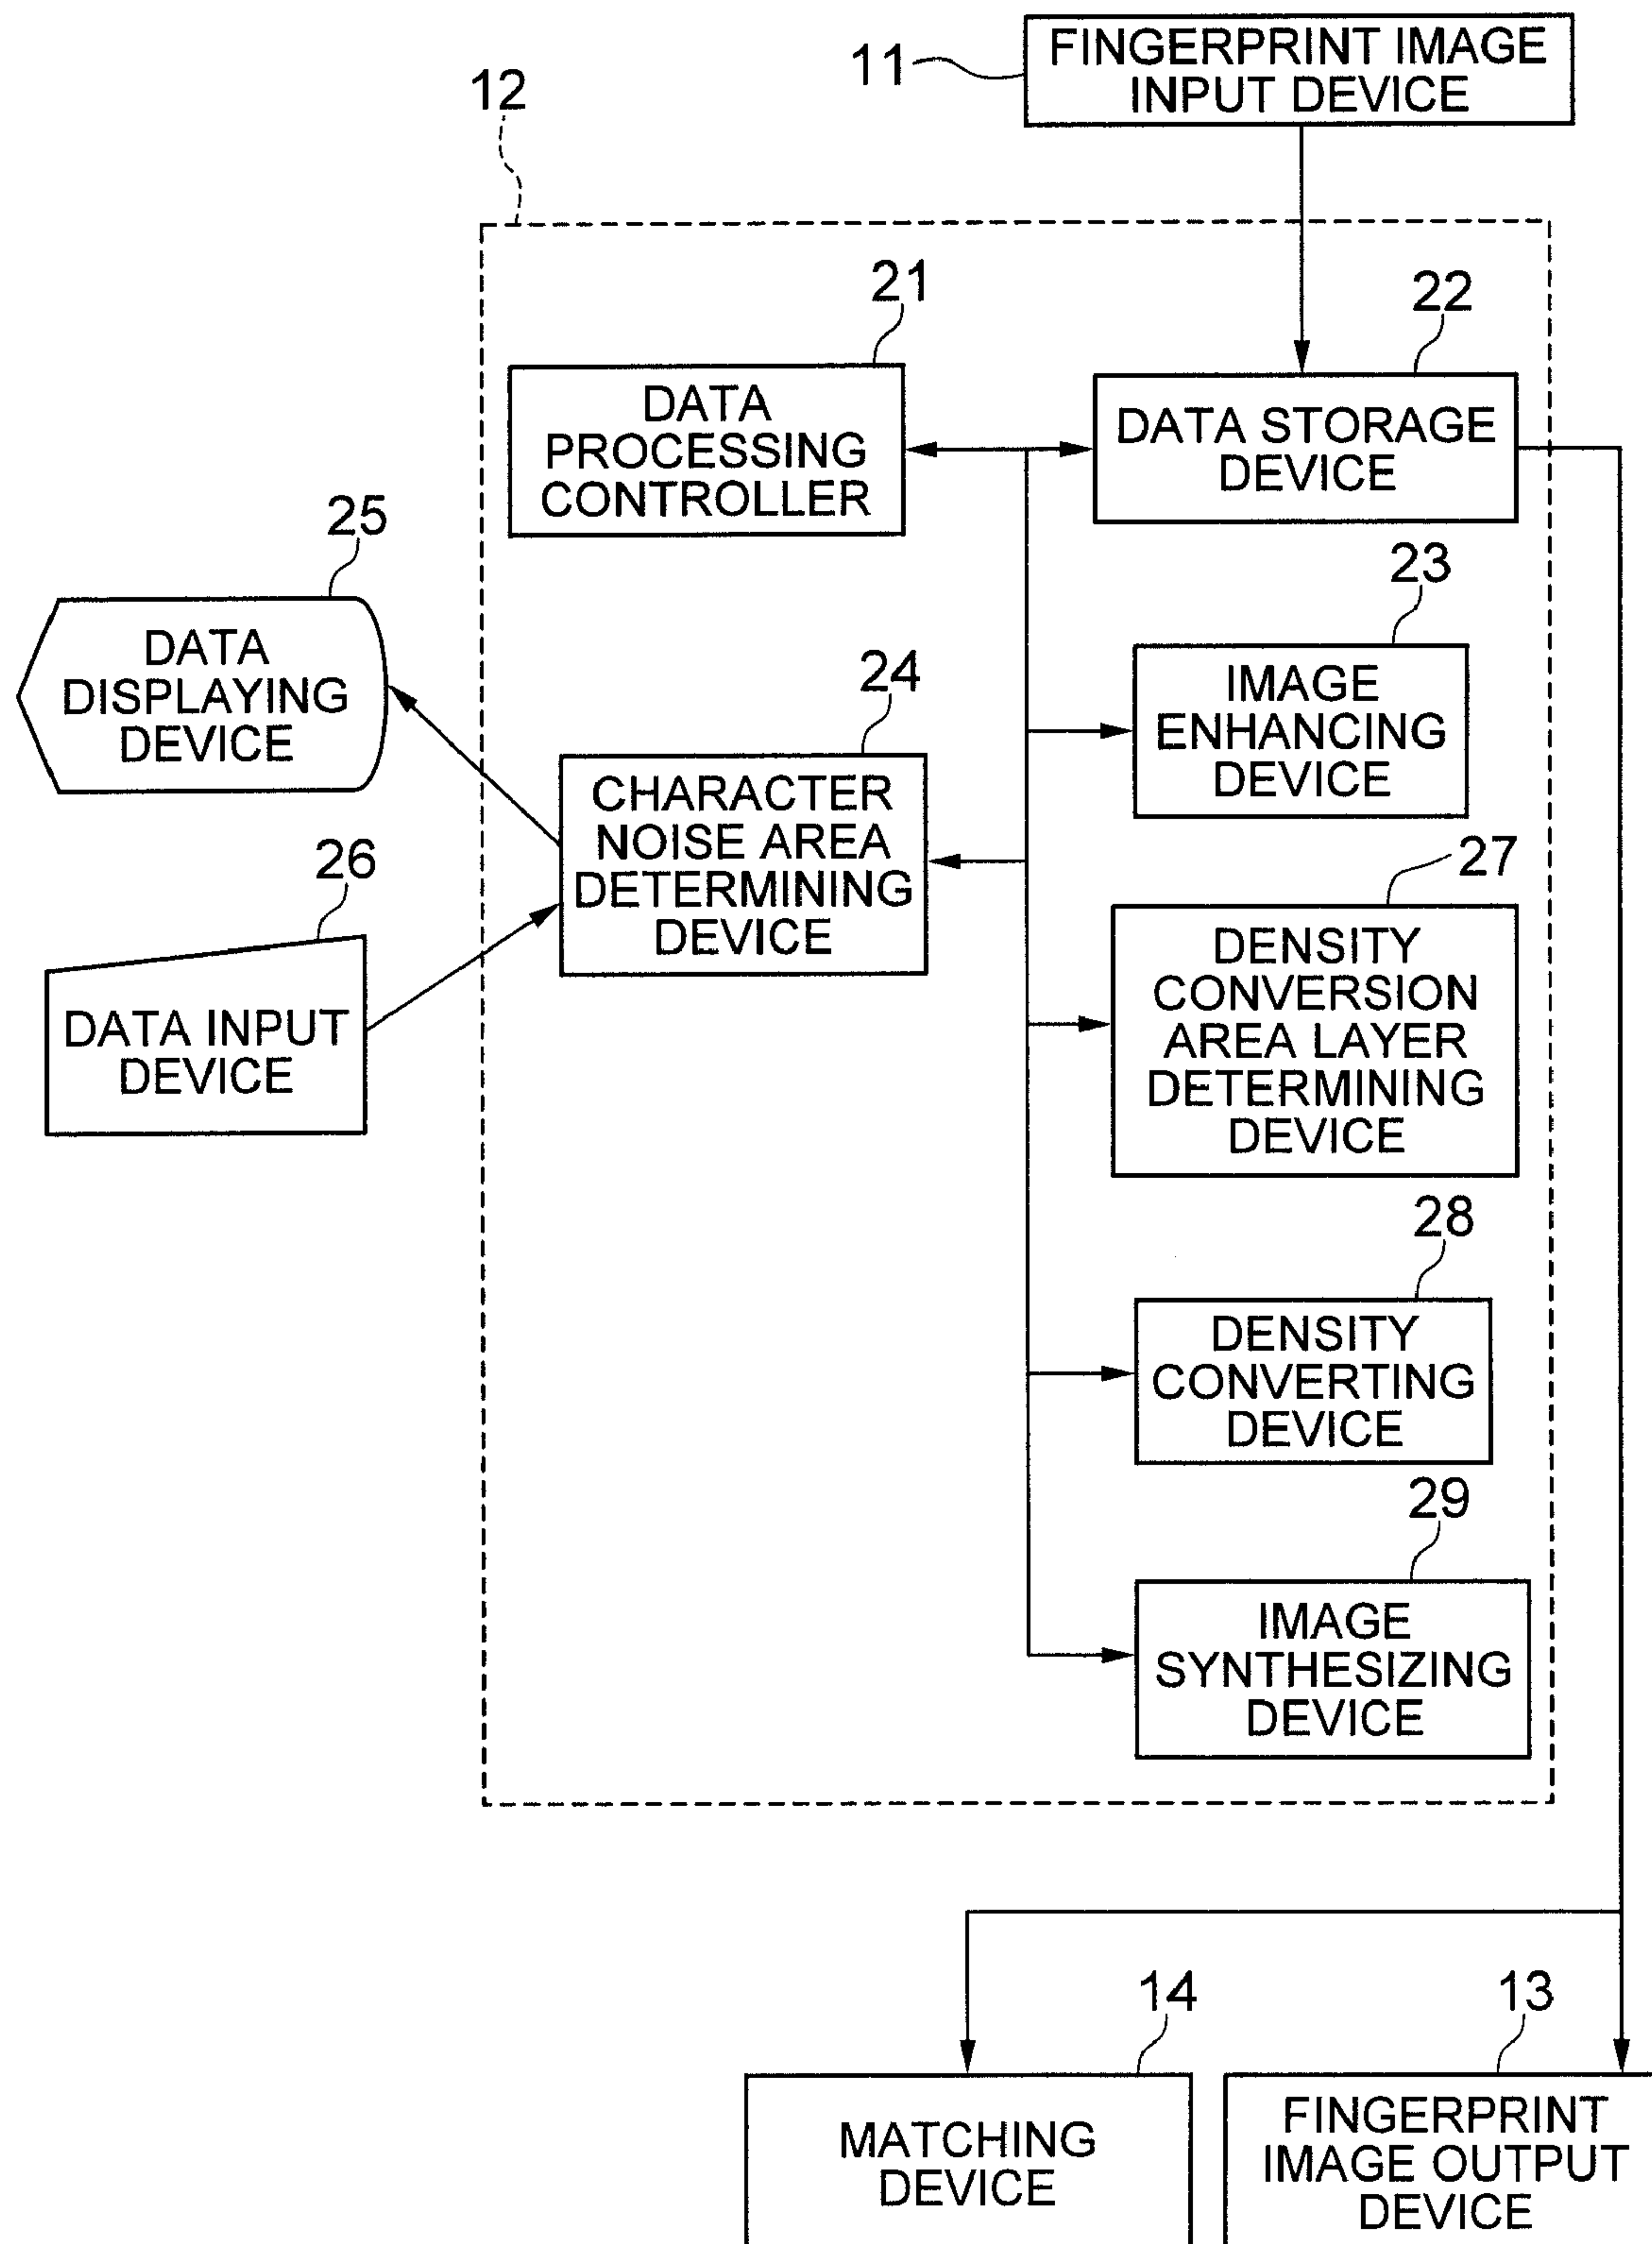 11
FINGERPRINT IMAGE
INPUT DEVICE
12
21
DATA
PROCESSING
CONTROLLER
22
DATA STORAGE
DEVICE
25
DATA
DISPLAYING
DEVICE
23
IMAGE
ENHANCING
DEVICE
24
CHARACTER
NOISE AREA
DETERMINING
DEVICE
26
DATA INPUT
DEVICE
27
DENSITY
CONVERSION
AREA LAYER
DETERMINING
DEVICE
28
DENSITY
CONVERTING
DEVICE
29
IMAGE
SYNTHESIZING
DEVICE
14
MATCHING
DEVICE
13
FINGERPRINT
IMAGE OUTPUT
DEVICE